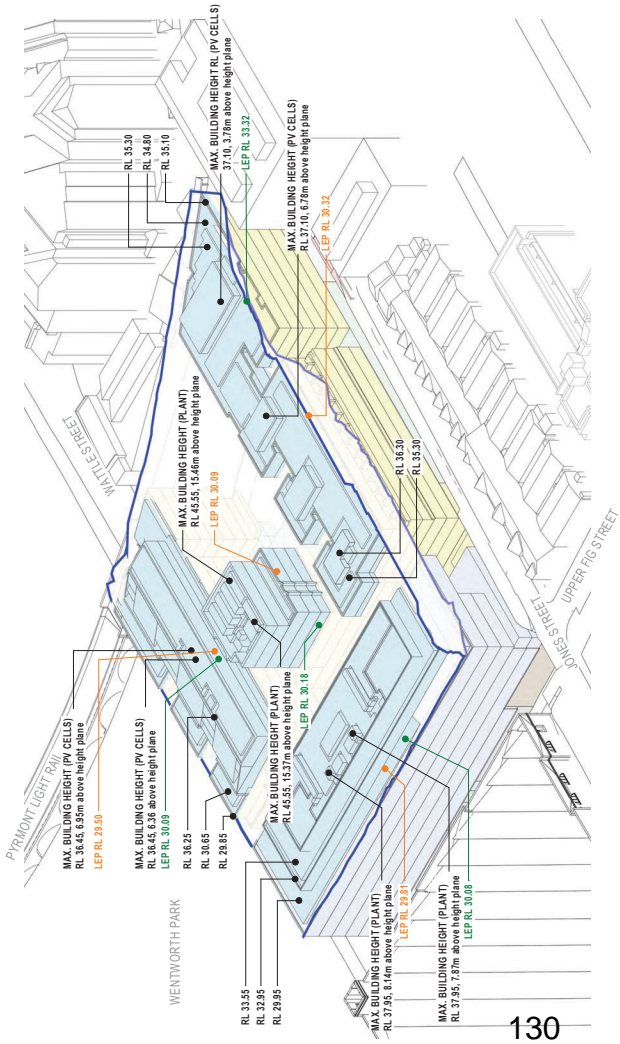 PYRMONT LIGHT RAIL
WATTLE STREET
WENTWORTH PARK
JONES STREET
UPPER FIG STREET
MAX. BUILDING HEIGHT (PV CELLS)
RL 36.45, 6.95m above height plane
LEP RL 29.50
MAX. BUILDING HEIGHT (PV CELLS)
RL 36.45, 6.36 above height plane
LEP RL 30.09
RL 36.25
RL 30.65
RL 29.85
RL 33.55
RL 32.95
RL 29.95
MAX. BUILDING HEIGHT (PLANT)
RL 45.55, 15.46m above height plane
LEP RL 30.09
MAX. BUILDING HEIGHT (PLANT)
RL 45.55, 15.37m above height plane
LEP RL 30.18
RL 35.30
RL 34.80
RL 35.10
MAX. BUILDING HEIGHT RL (PV CELLS)
37.10, 3.78m above height plane
LEP RL 33.32
MAX. BUILDING HEIGHT (PV CELLS)
RL 37.10, 6.78m above height plane
LEP RL 30.32
RL 36.30
RL 35.30
MAX. BUILDING HEIGHT (PLANT)
RL 37.95, 8.14m above height plane
LEP RL 29.81
MAX. BUILDING HEIGHT (PLANT)
RL 37.95, 7.87m above height plane
LEP RL 30.08
130